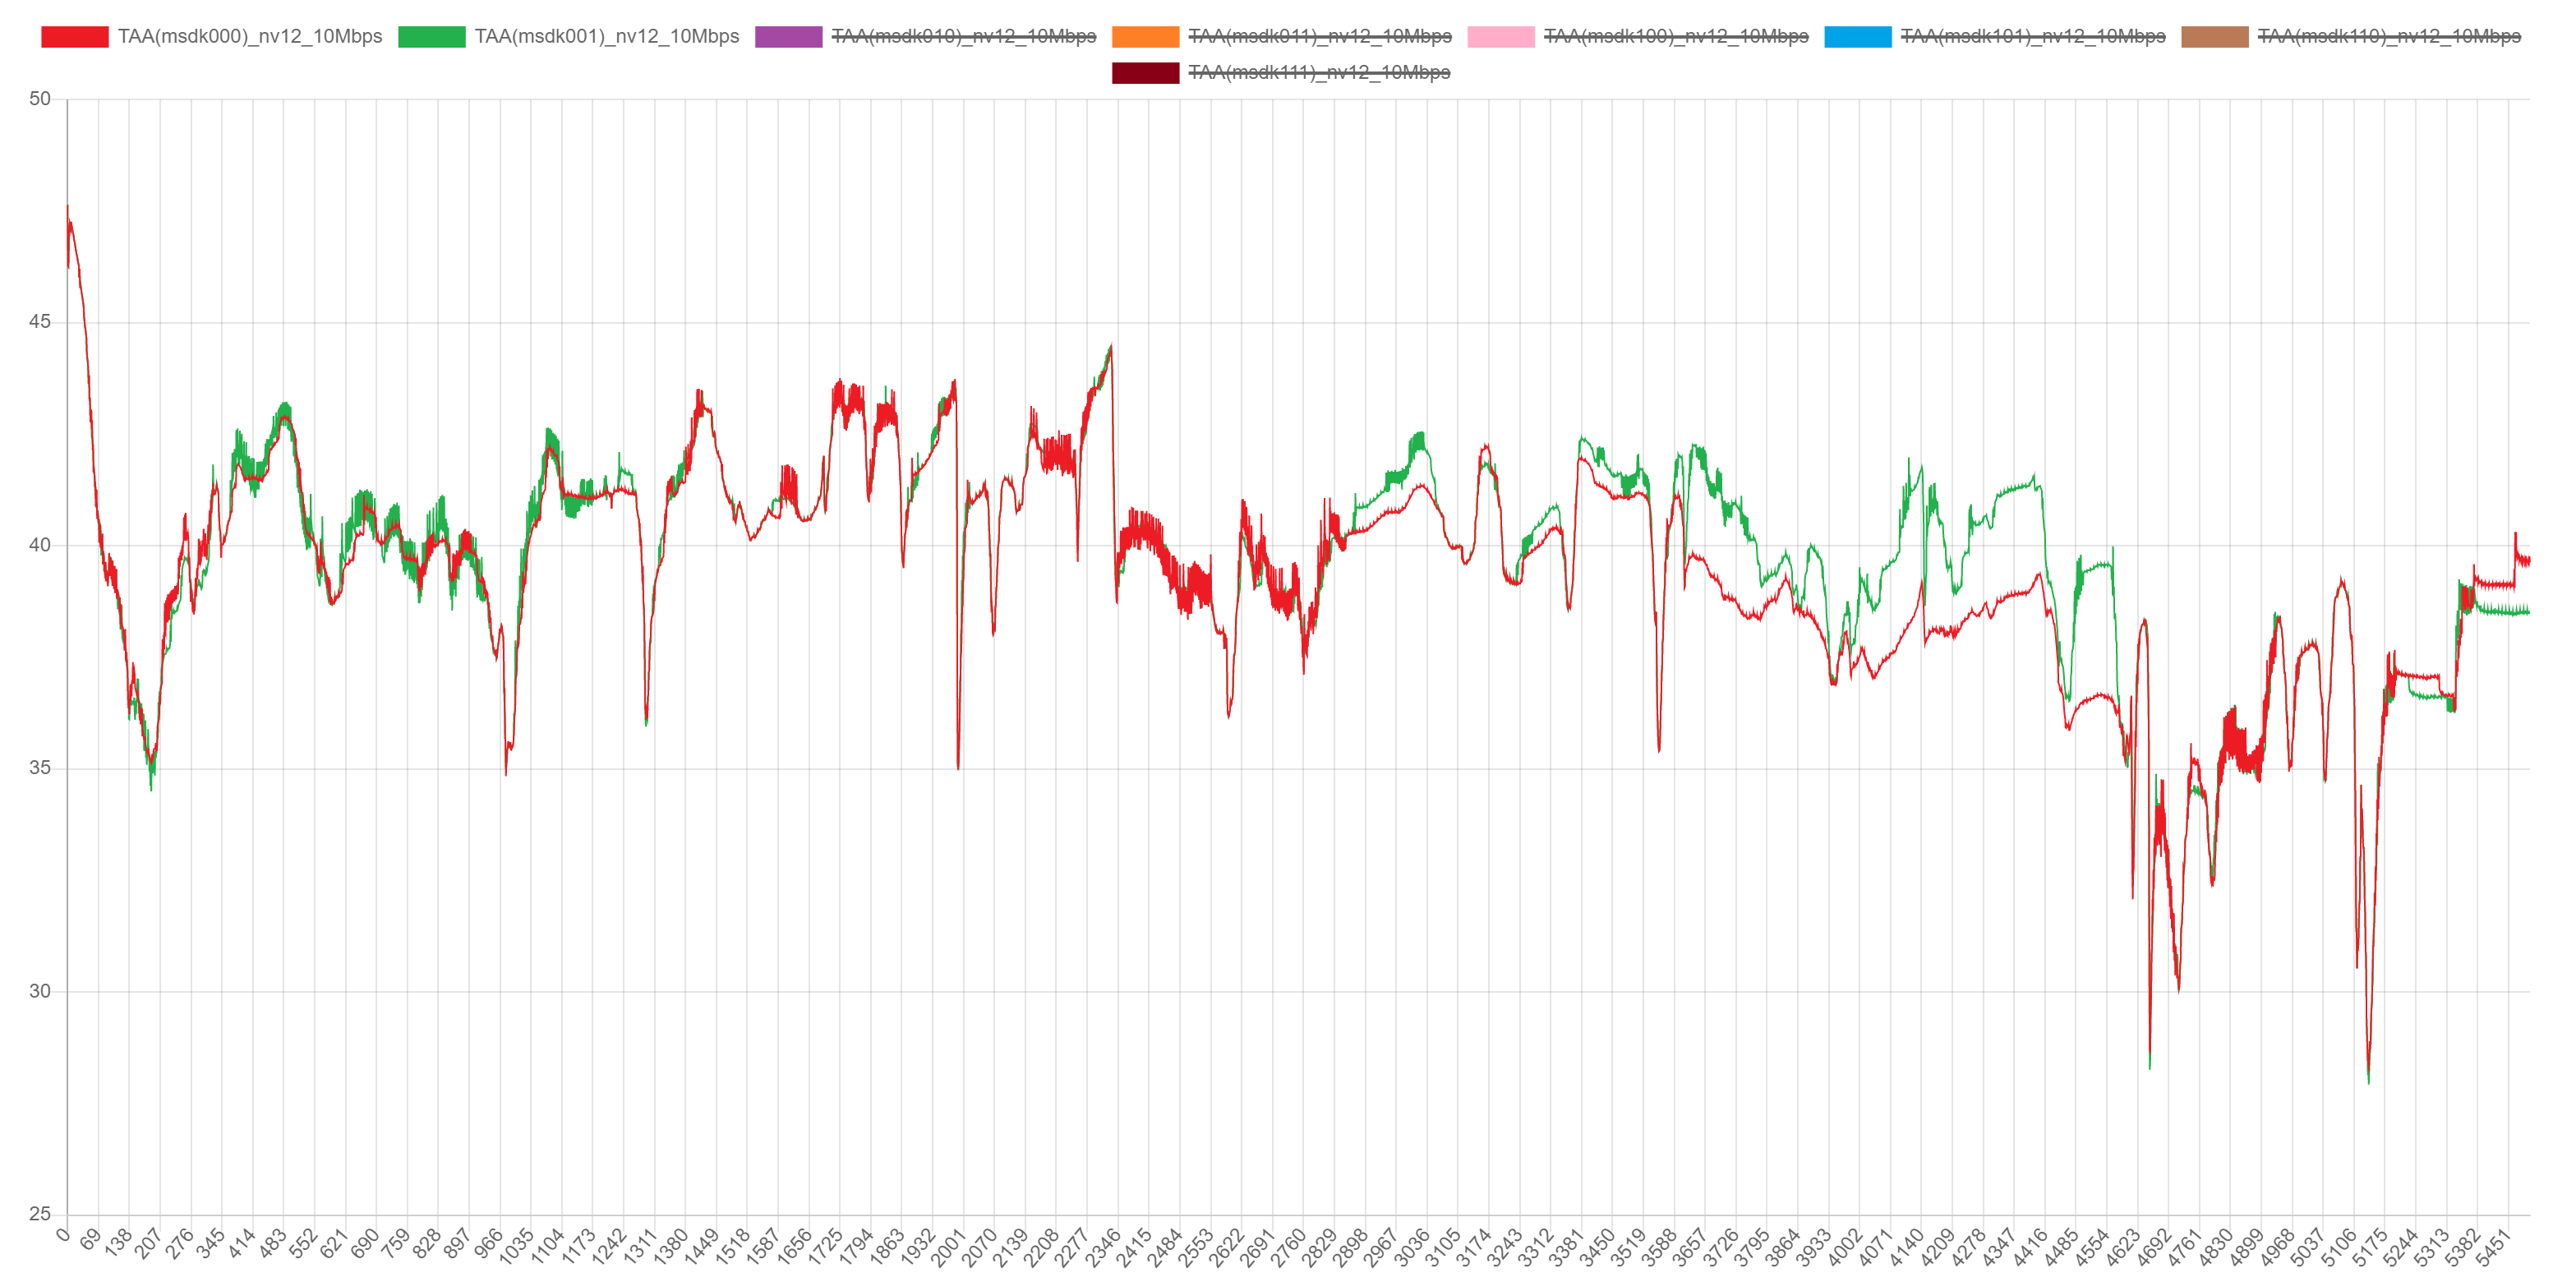 TAA(msdk000)_nv12_10Mbps TAA(msdk001)_nv12_10Mbps TAA(msdk010)_nv12_10Mbps TAA(msdk011)_nv12_10Mbps TAA(msdk100)_nv12_10Mbps TAA(msdk101)_nv12_10Mbps TAA(msdk110)_nv12_10Mbps
TAA(msdk111)_nv12_10Mbps
50
45
40
35
30
25
0 69 138 207 276 345 414 483 552 621 690 759 828 897 966 1035 1104 1173 1242 1311 1380 1449 1518 1587 1656 1725 1794 1863 1932 2001 2070 2139 2208 2277 2346 2415 2484 2553 2622 2691 2760 2829 2898 2967 3036 3105 3174 3243 3312 3381 3450 3519 3588 3657 3726 3795 3864 3933 4002 4071 4140 4209 4278 4347 4416 4485 4554 4623 4692 4761 4830 4899 4968 5037 5106 5175 5244 5313 5382 5451